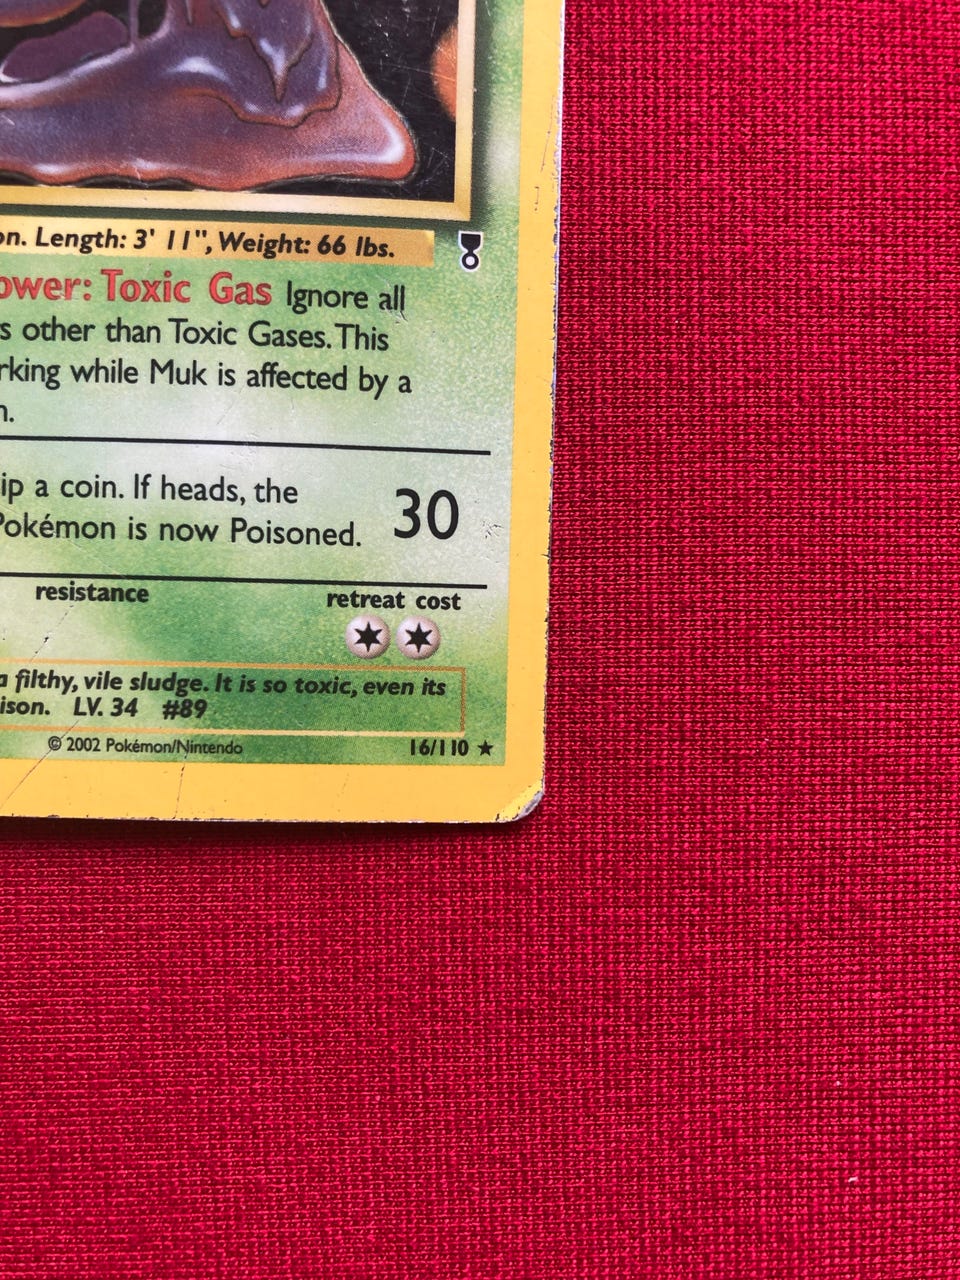 on. Length: 3' 11", Weight: 66 lbs.
ower: Toxic Gas Ignore all
s other than Toxic Gases. This
rking while Muk is affected by a
n.
ip a coin. If heads, the
Pokémon is now Poisoned. 30
resistance retreat cost
a filthy, vile sludge. It is so toxic, even its
ison. LV. 34 #89
© 2002 Pokémon/Nintendo 16/110 ★